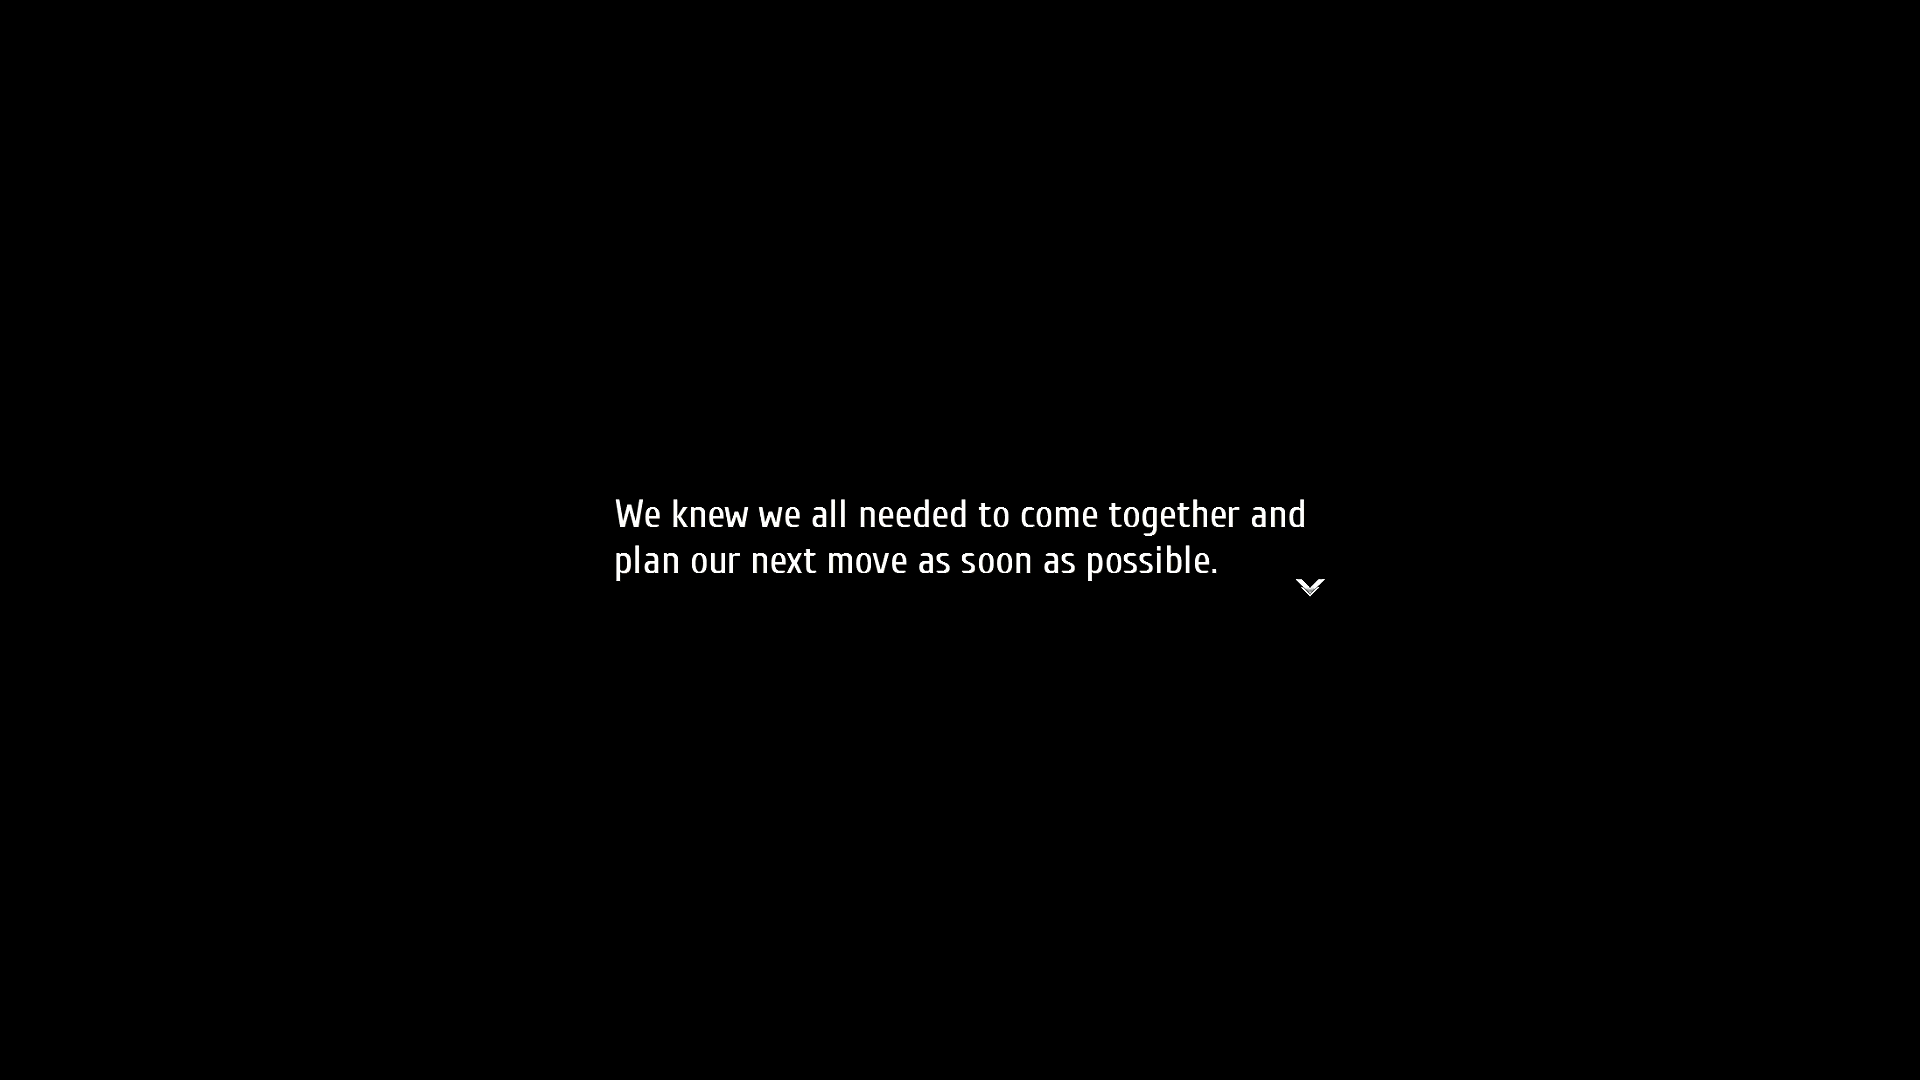 We knew we all needed to come together and
plan our next move as soon as possible.